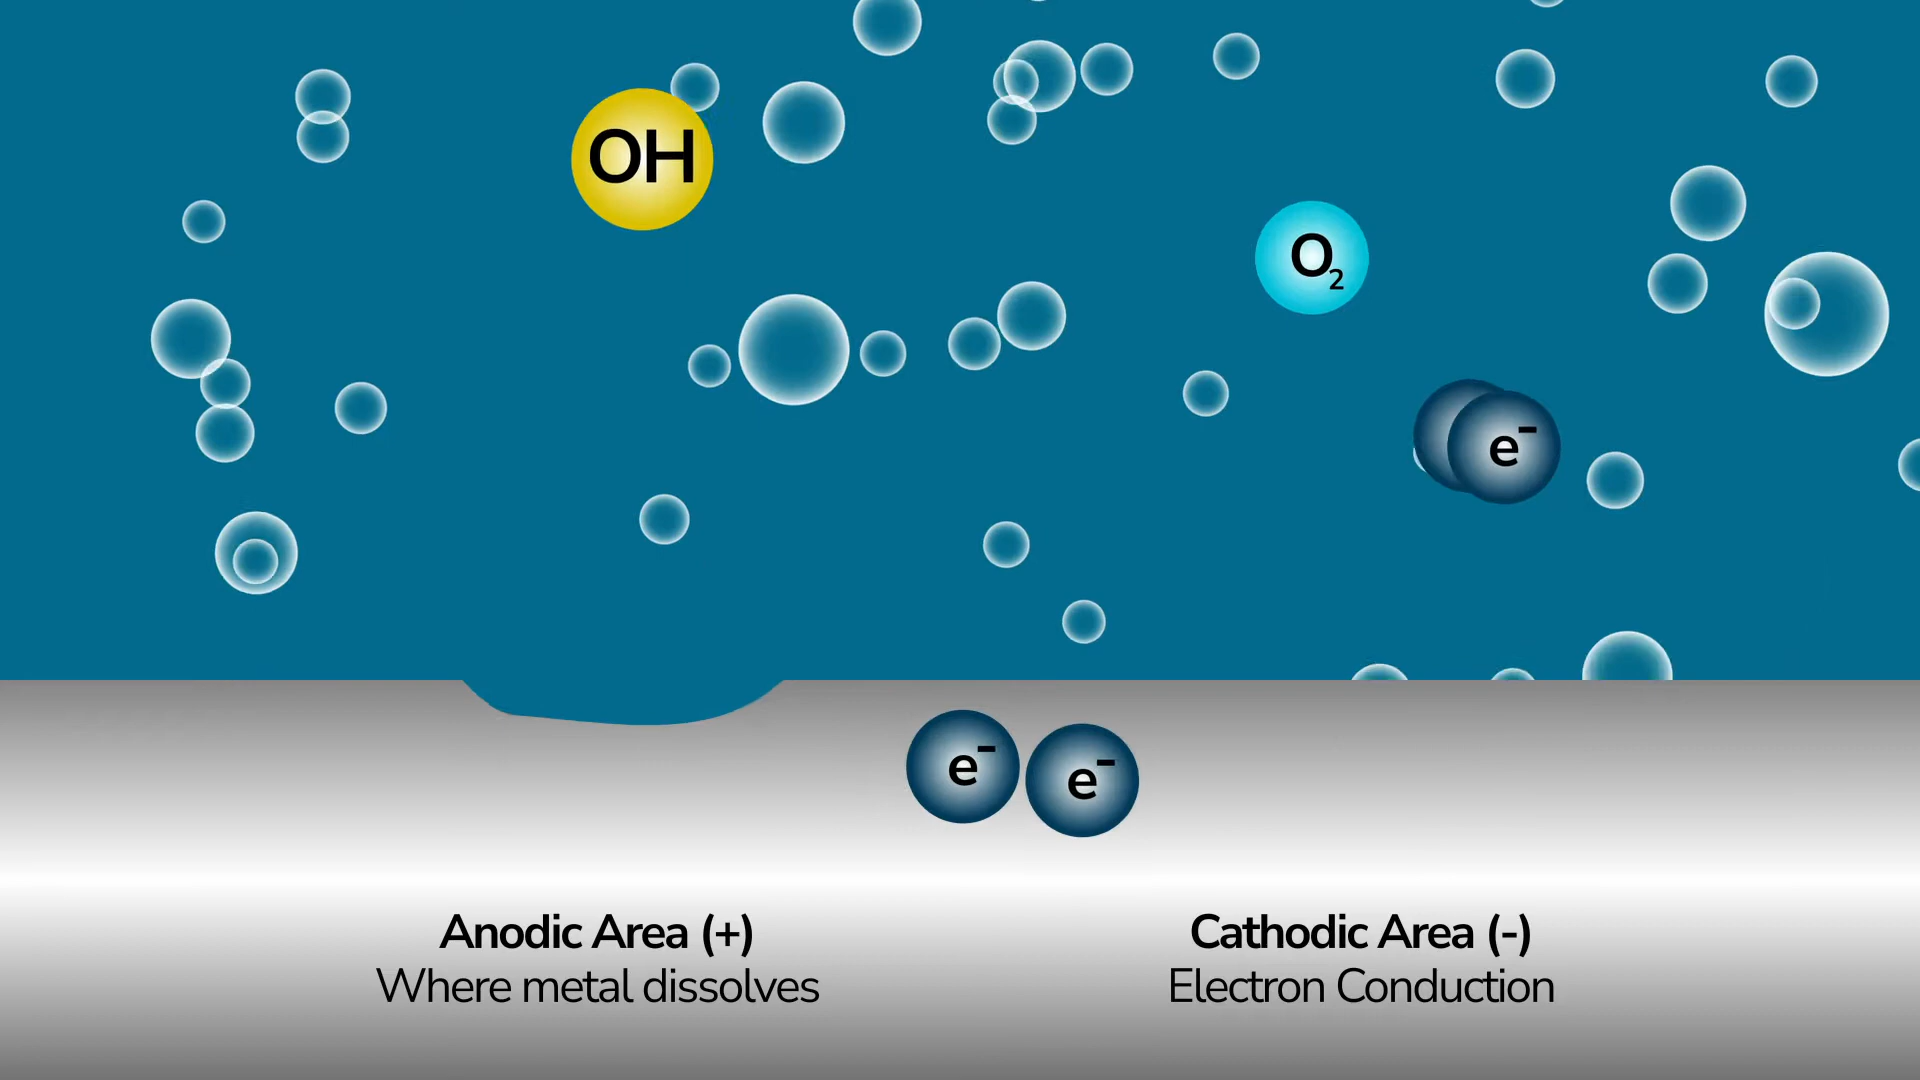 OH
O₂
e⁻
e⁻
e⁻
Anodic Area (+)
Where metal dissolves
Cathodic Area (-)
Electron Conduction